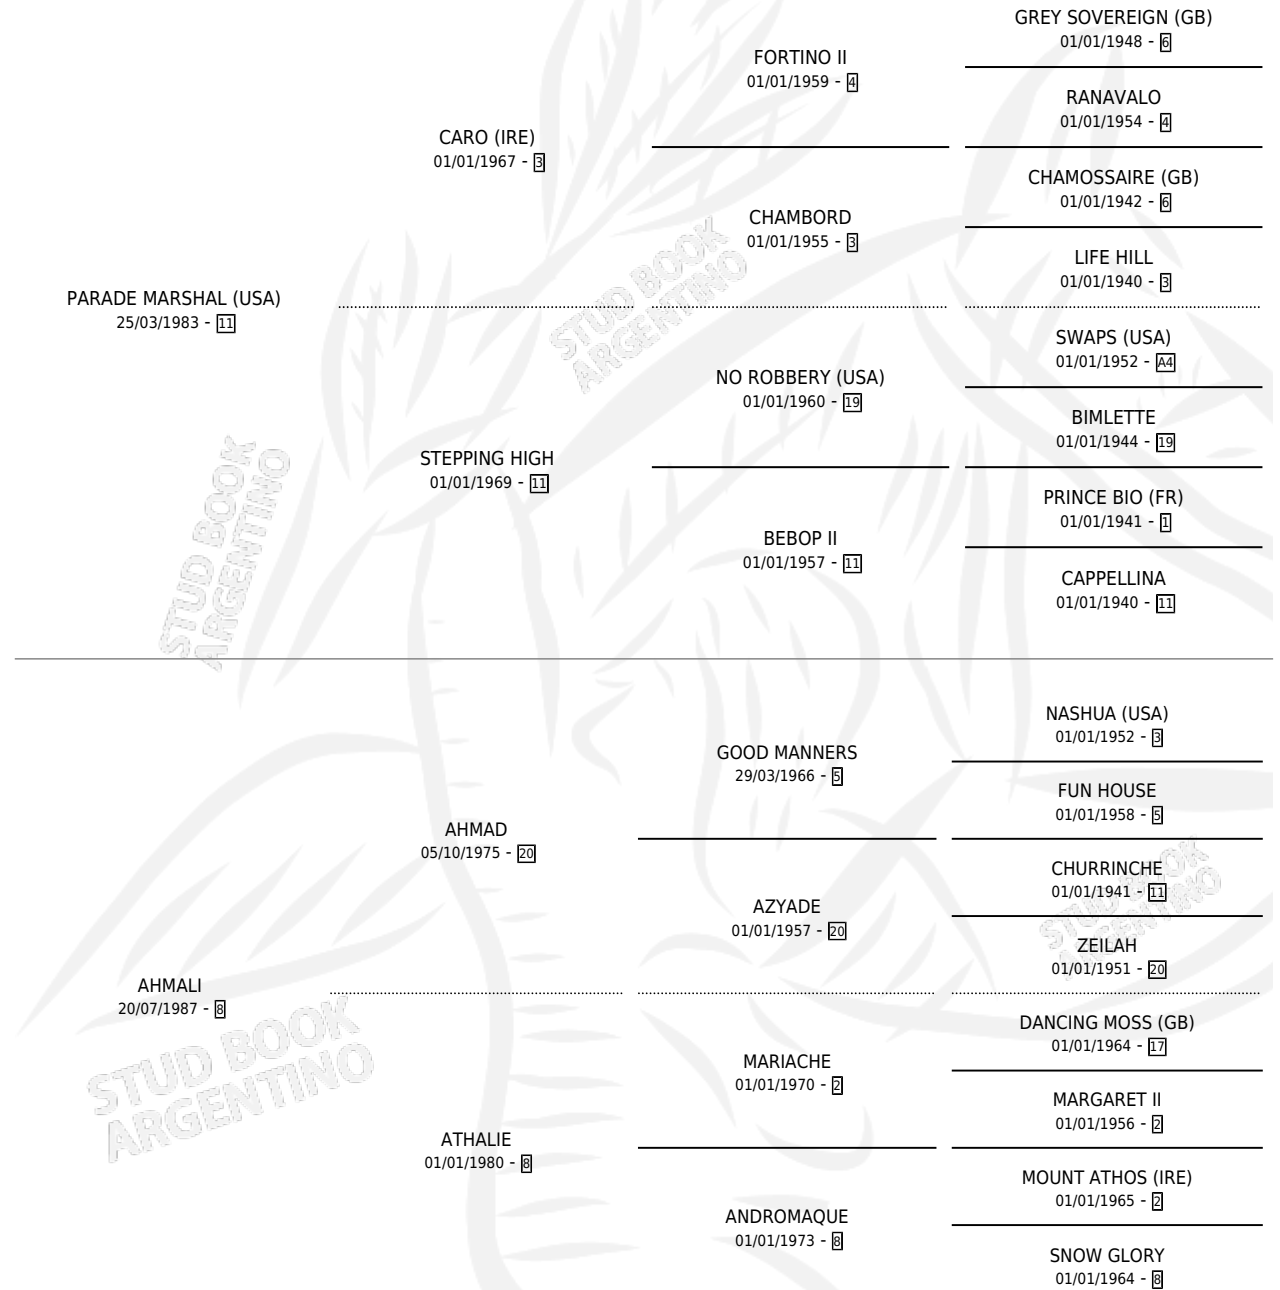 GREY SOVEREIGN (GB)
01/01/1948 - 6
FORTINO II
01/01/1959 - 4
RANAVALO
01/01/1954 - 4
CARO (IRE)
01/01/1967 - 3
CHAMOSSAIRE (GB)
01/01/1942 - 6
CHAMBORD
01/01/1955 - 3
LIFE HILL
01/01/1940 - 3
PARADE MARSHAL (USA)
25/03/1983 - 11
STUD BOOK
ARGENTINO
SWAPS (USA)
01/01/1952 - A4
NO ROBBERY (USA)
01/01/1960 - 19
BIMLETTE
01/01/1944 - 19
STEPPING HIGH
01/01/1969 - 11
PRINCE BIO (FR)
01/01/1941 - 1
BEBOP II
01/01/1957 - 11
CAPPELLINA
01/01/1940 - 11
STUD BOOK
ARGENTINO
NASHUA (USA)
01/01/1952 - 3
GOOD MANNERS
29/03/1966 - 5
FUN HOUSE
01/01/1958 - 5
AHMAD
05/10/1975 - 20
CHURRINCHE
01/01/1941 - 11
AZYADE
01/01/1957 - 20
STUD BOOK
ARGENTINO
ZEILAH
01/01/1951 - 20
AHMALI
20/07/1987 - 8
STUD BOOK
ARGENTINO
DANCING MOSS (GB)
01/01/1964 - 17
MARIACHE
01/01/1970 - 2
MARGARET II
01/01/1956 - 2
ATHALIE
01/01/1980 - 8
MOUNT ATHOS (IRE)
01/01/1965 - 2
ANDROMAQUE
01/01/1973 - 8
SNOW GLORY
01/01/1964 - 8